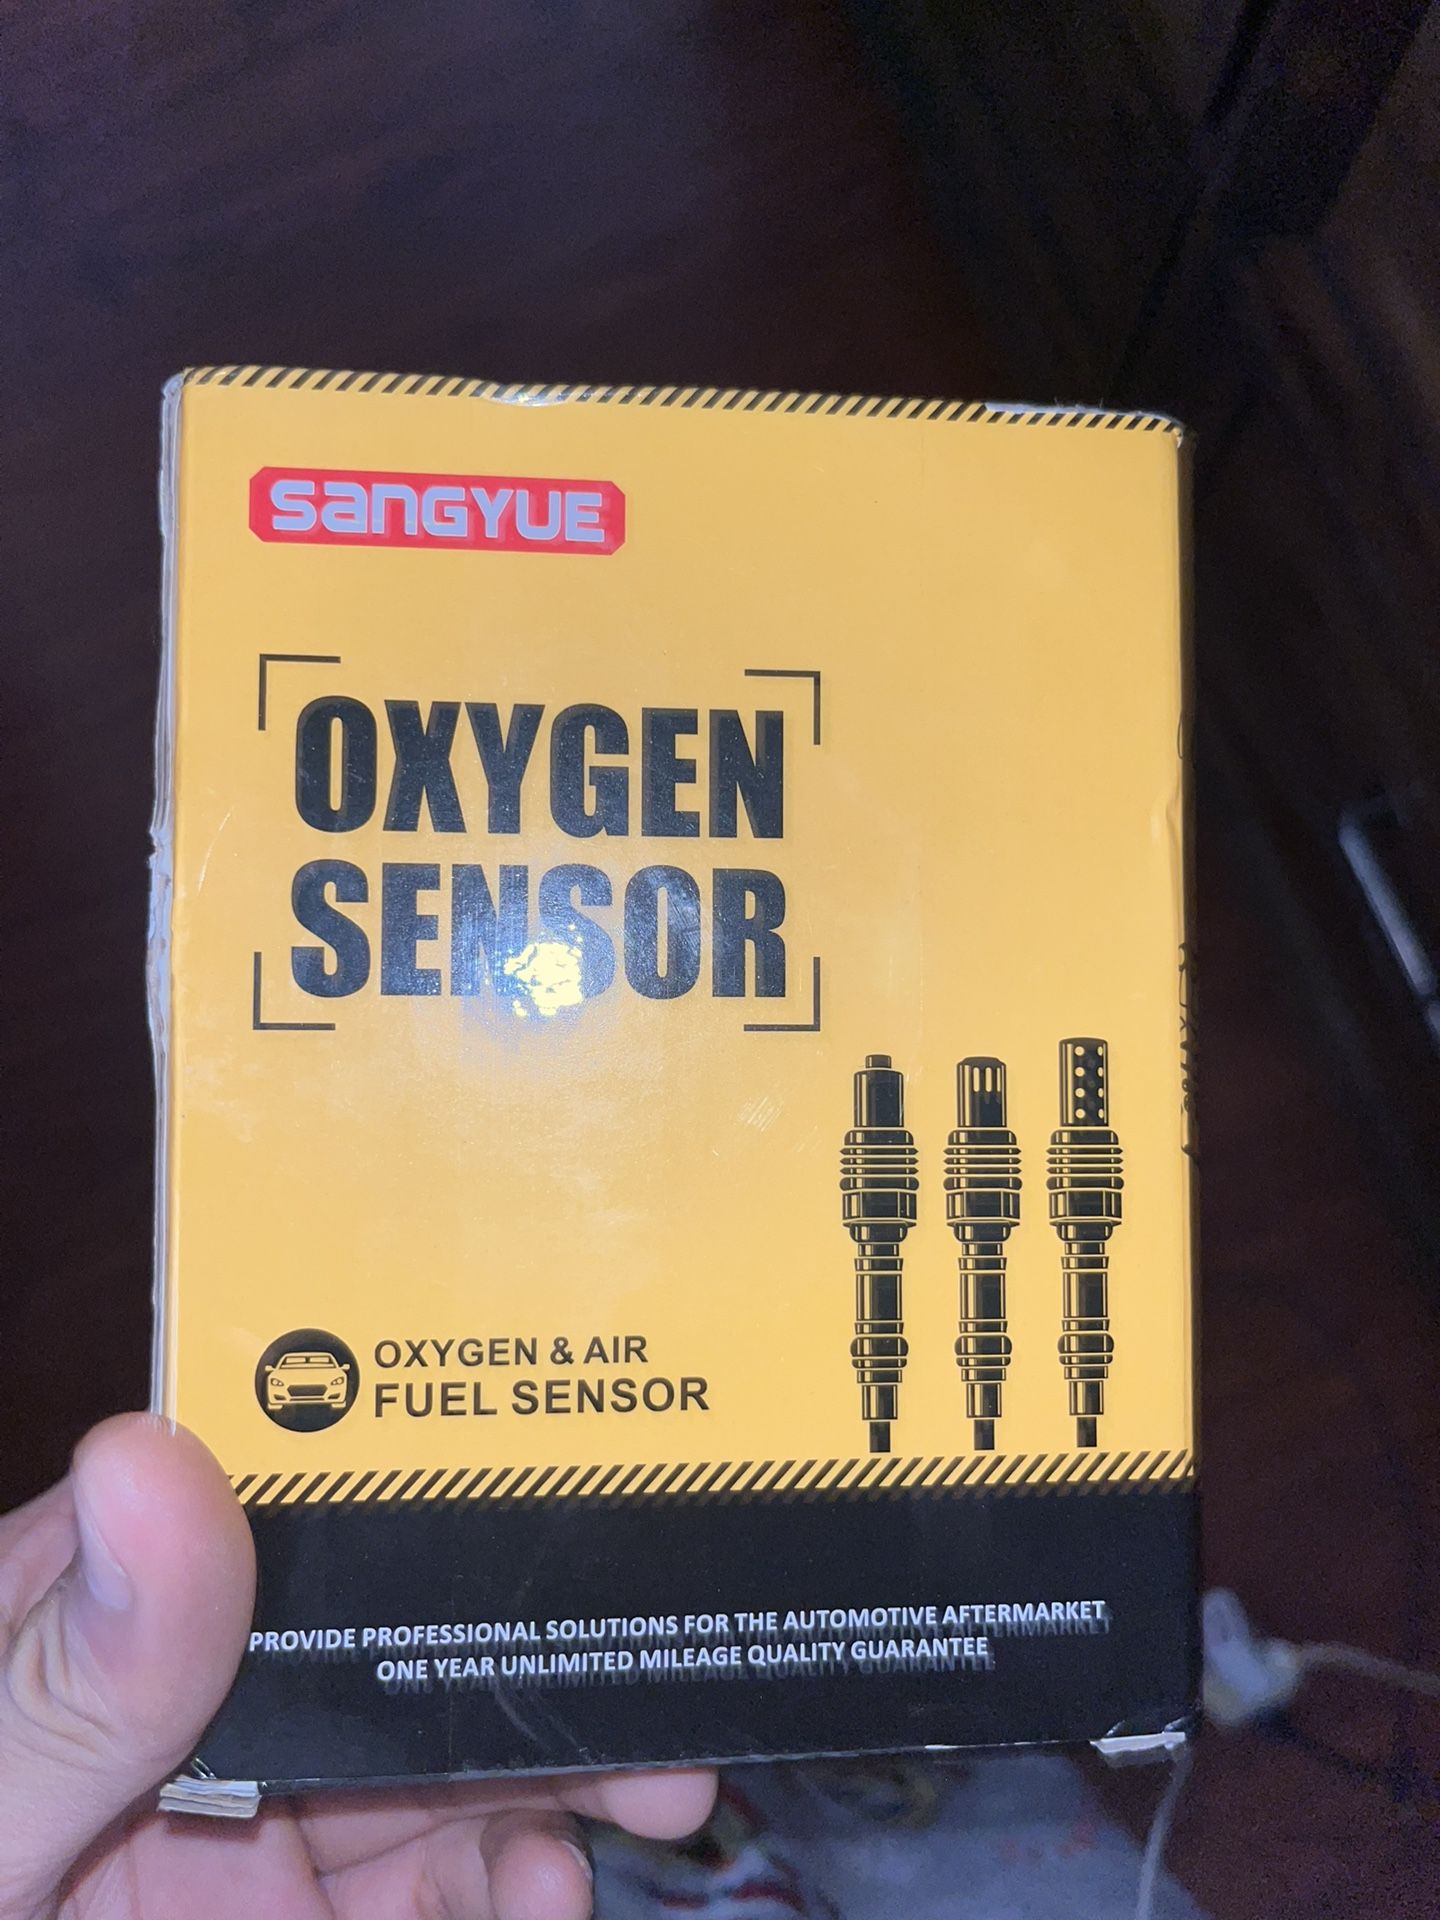 SANGYUE
OXYGEN
SENSOR
OXYGEN & AIR
FUEL SENSOR
PROVIDE PROFESSIONAL SOLUTIONS FOR THE AUTOMOTIVE AFTERMARKET
ONE YEAR UNLIMITED MILEAGE QUALITY GUARANTEE